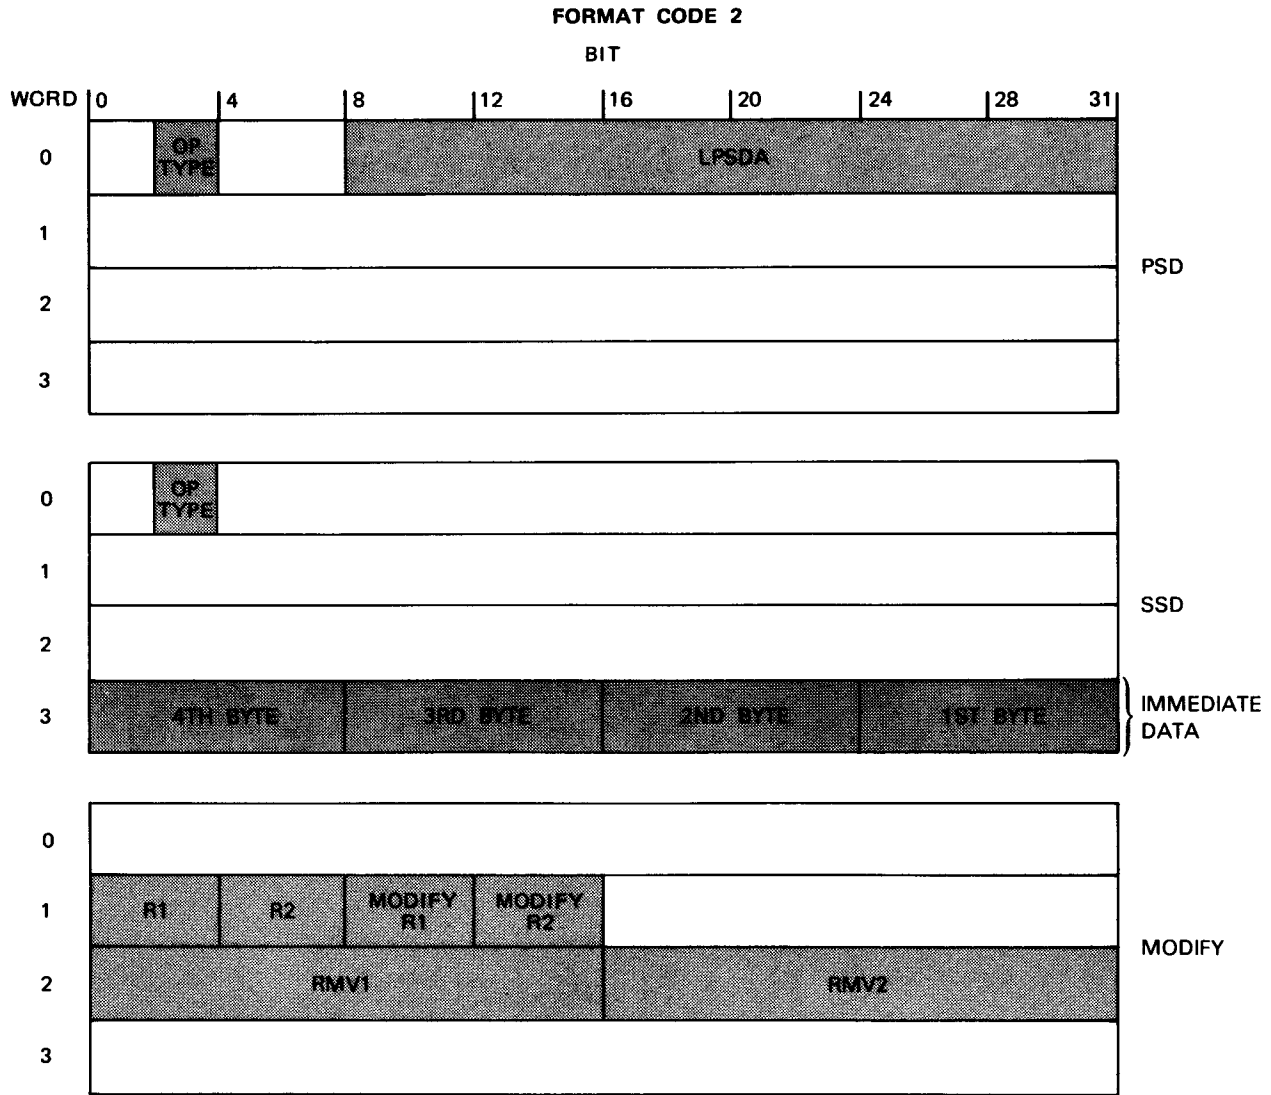 FORMAT CODE 2
BIT
WORD 0 4 8 12 16 20 24 28 31
0 OP TYPE LPSDA
1
2
3
PSD
0 OP TYPE
1
2
3 4TH BYTE 3RD BYTE 2ND BYTE 1ST BYTE
SSD
IMMEDIATE
DATA
0
1 R1 R2 MODIFY R1 MODIFY R2
2 RMV1 RMV2
3
MODIFY